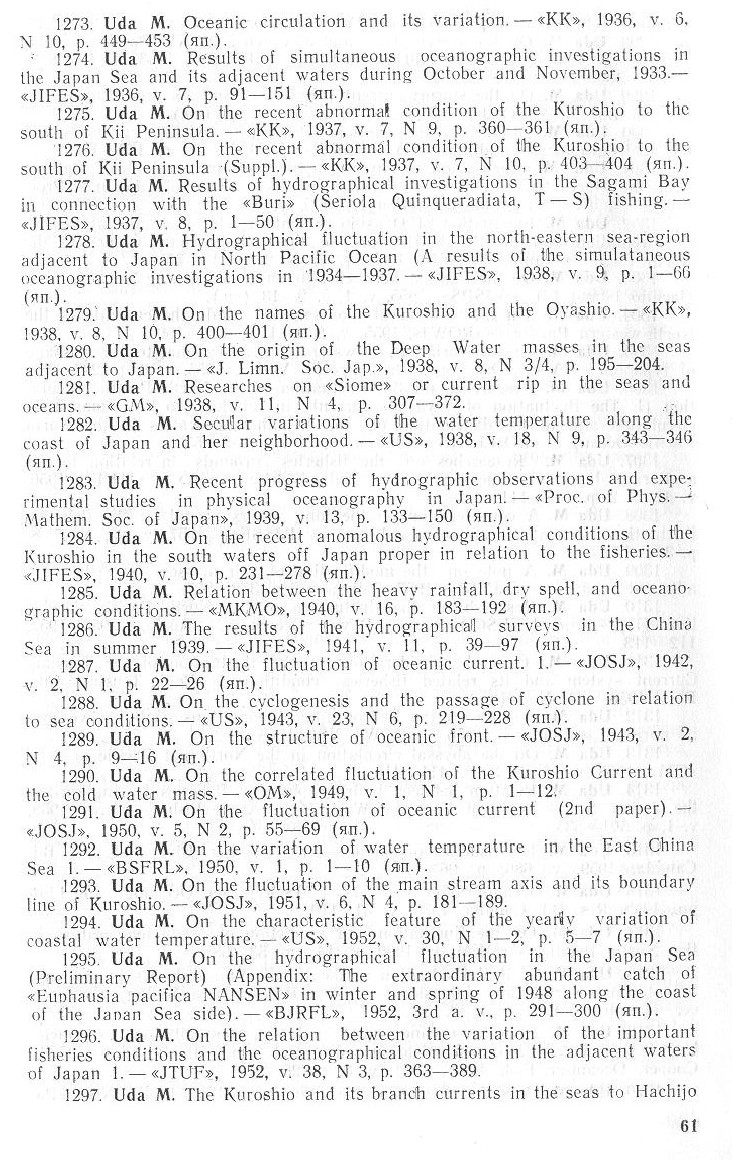 1273. Uda M. Oceanic circulation and its variation. — «KK», 1936, v. 6,
N 10, p. 449—453 (яп.).
1274. Uda M. Results of simultaneous oceanographic investigations in
the Japan Sea and its adjacent waters during October and November, 1933.—
«JIFES», 1936, v. 7, p. 91—151 (яп.).
1275. Uda M. On the recent abnormal condition of the Kuroshio to the
south of Kii Peninsula. — «KK», 1937, v. 7, N 9, p. 360—361 (яп.).
1276. Uda M. On the recent abnormal condition of the Kuroshio to the
south of Kii Peninsula (Suppl.). — «KK», 1937, v. 7, N 10, p. 403—404 (яп.).
1277. Uda M. Results of hydrographical investigations in the Sagami Bay
in connection with the «Buri» (Seriola Quinqueradiata, T — S) fishing. —
«JIFES», 1937, v. 8, p. 1—50 (яп.).
1278. Uda M. Hydrographical fluctuation in the north-eastern sea-region
adjacent to Japan in North Pacific Ocean (A results of the simulataneous
oceanographic investigations in 1934—1937. — «JIFES», 1938, v. 9, p. 1—66
(яп.).
1279. Uda M. On the names of the Kuroshio and the Oyashio. — «KK»,
1938, v. 8, N 10, p. 400—401 (яп.).
1280. Uda M. On the origin of the Deep Water masses in the seas
adjacent to Japan. — «J. Limn. Soc. Jap.», 1938, v. 8, N 3/4, p. 195—204.
1281. Uda M. Researches on «Siome» or current rip in the seas and
oceans. — «GM», 1938, v. 11, N 4, p. 307—372.
1282. Uda M. Secular variations of the water temperature along the
coast of Japan and her neighborhood. — «US», 1938, v. 18, N 9, p. 343—346
(яп.).
1283. Uda M. Recent progress of hydrographic observations and expe-
rimental studies in physical oceanography in Japan. — «Proc. of Phys. —
Mathem. Soc. of Japan», 1939, v. 13, p. 133—150 (яп.).
1284. Uda M. On the recent anomalous hydrographical conditions of the
Kuroshio in the south waters off Japan proper in relation to the fisheries. —
«JIFES», 1940, v. 10, p. 231—278 (яп.).
1285. Uda M. Relation between the heavy rainfall, dry spell, and oceano-
graphic conditions. — «MKMO», 1940, v. 16, p. 183—192 (яп.).
1286. Uda M. The results of the hydrographical surveys in the China
Sea in summer 1939. — «JIFES», 1941, v. 11, p. 39—97 (яп.).
1287. Uda M. On the fluctuation of oceanic current. 1. — «JOSJ», 1942,
v. 2, N 1, p. 22—26 (яп.).
1288. Uda M. On the cyclogenesis and the passage of cyclone in relation
to sea conditions. — «US», 1943, v. 23, N 6, p. 219—228 (яп.).
1289. Uda M. On the structure of oceanic front. — «JOSJ», 1943, v. 2,
N 4, p. 9—16 (яп.).
1290. Uda M. On the correlated fluctuation of the Kuroshio Current and
the cold water mass. — «OM», 1949, v. 1, N 1, p. 1—12.
1291. Uda M. On the fluctuation of oceanic current (2nd paper). —
«JOSJ», 1950, v. 5, N 2, p. 55—69 (яп.).
1292. Uda M. On the variation of water temperature in the East China
Sea 1. — «BSFRL», 1950, v. 1, p. 1—10 (яп.).
1293. Uda M. On the fluctuation of the main stream axis and its boundary
line of Kuroshio. — «JOSJ», 1951, v. 6, N 4, p. 181—189.
1294. Uda M. On the characteristic feature of the yearly variation of
coastal water temperature. — «US», 1952, v. 30, N 1—2, p. 5—7 (яп.).
1295. Uda M. On the hydrographical fluctuation in the Japan Sea
(Preliminary Report) (Appendix: The extraordinary abundant catch of
«Euphausia pacifica NANSEN» in winter and spring of 1948 along the coast
of the Japan Sea side). — «BJRFL», 1952, 3rd a. v., p. 291—300 (яп.).
1296. Uda M. On the relation between the variation of the important
fisheries conditions and the oceanographical conditions in the adjacent waters
of Japan 1. — «JTUF», 1952, v. 38, N 3, p. 363—389.
1297. Uda M. The Kuroshio and its branch currents in the seas to Hachijo
61